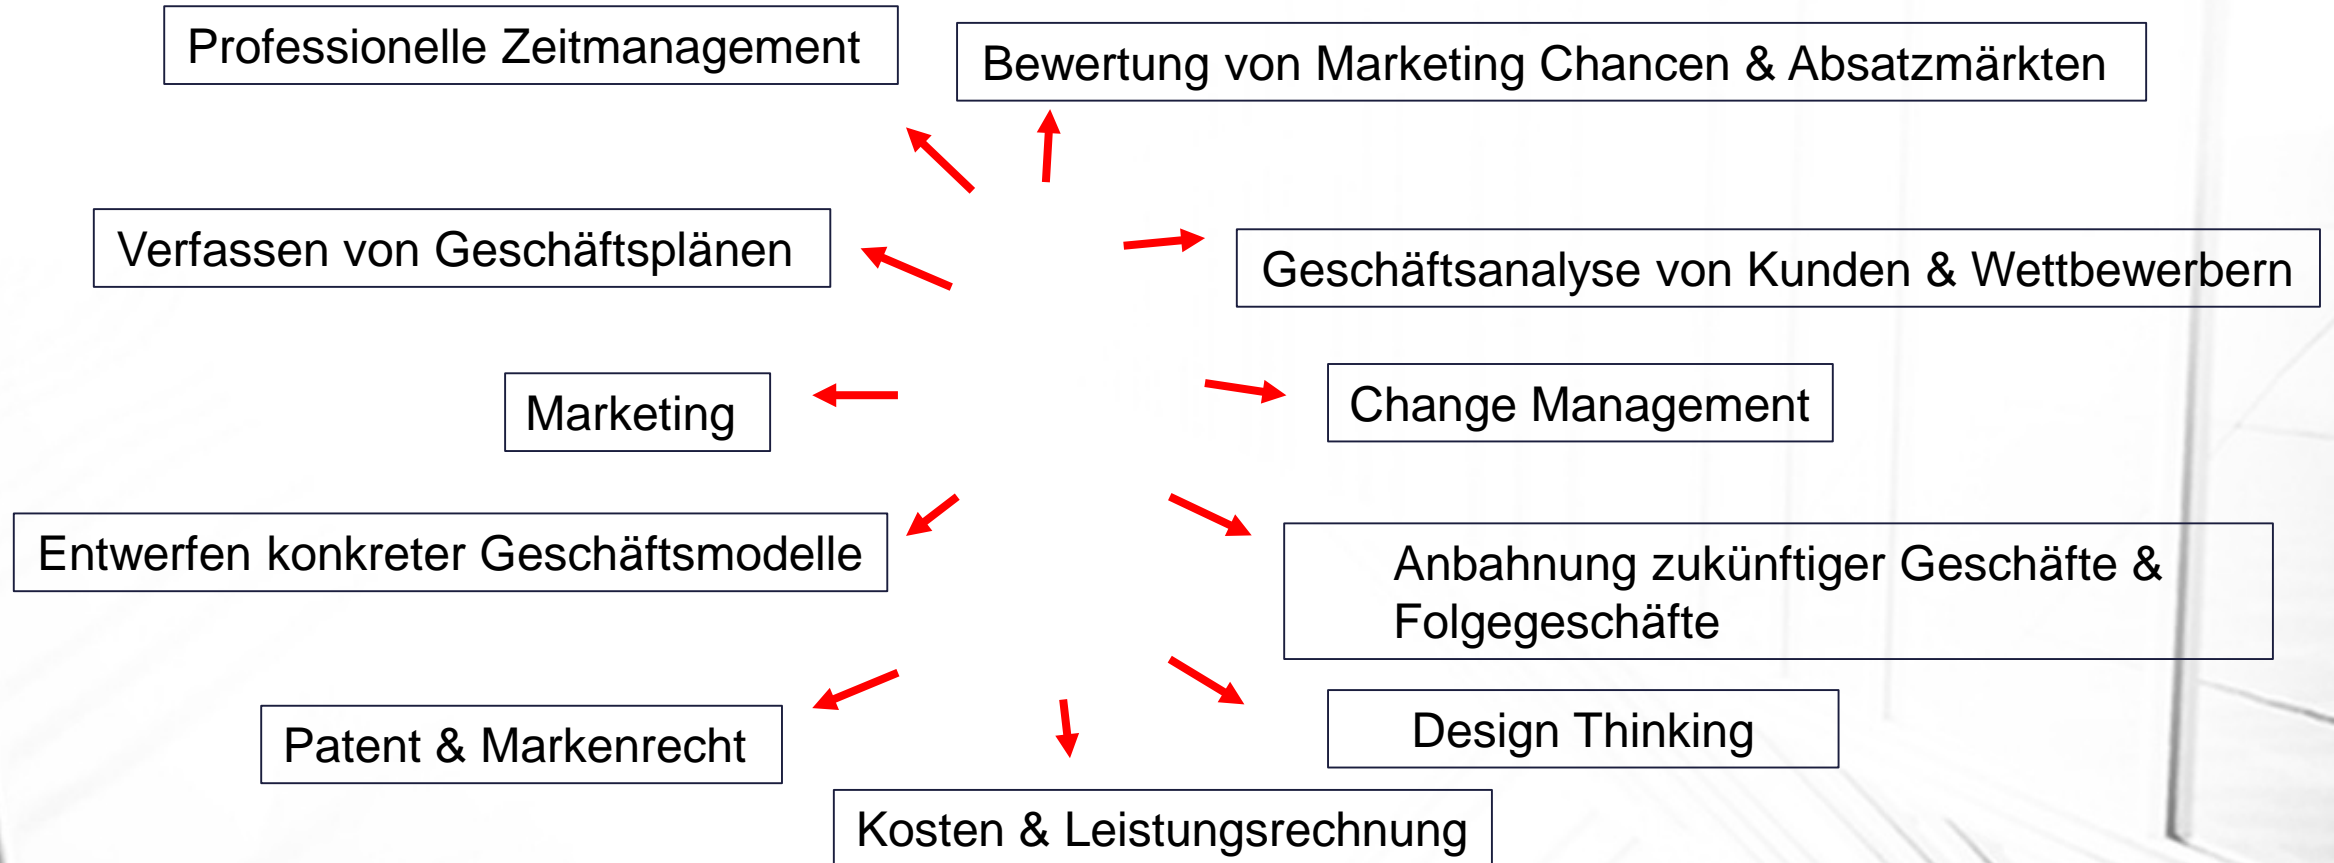 Professionelle Zeitmanagement
Bewertung von Marketing Chancen & Absatzmärkten
Verfassen von Geschäftsplänen
Geschäftsanalyse von Kunden & Wettbewerbern
Marketing
Change Management
Entwerfen konkreter Geschäftsmodelle
Anbahnung zukünftiger Geschäfte &
Folgegeschäfte
Patent & Markenrecht
Design Thinking
Kosten & Leistungsrechnung